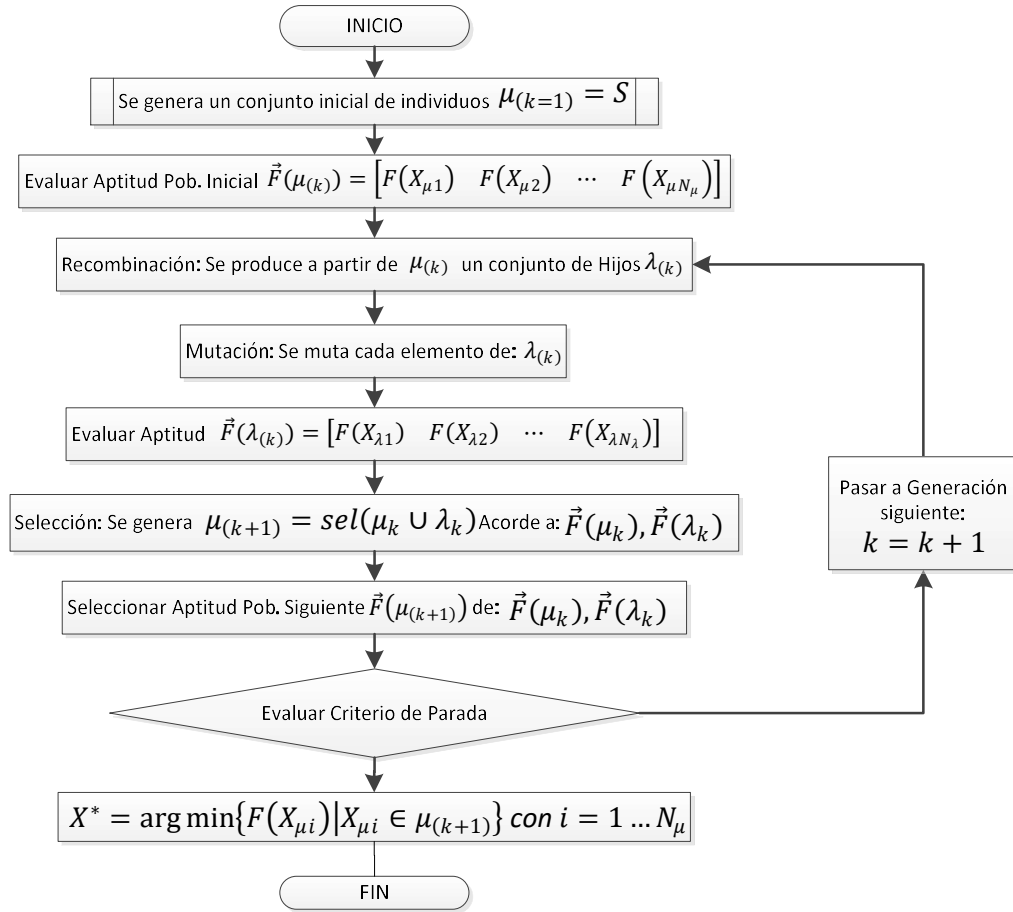 INICIO
Se genera un conjunto inicial de individuos μ(k=1) = S
Evaluar Aptitud Pob. Inicial F⃗(μ(k)) = [F(Xμ1) F(Xμ2) ⋯ F(XμNμ)]
Recombinación: Se produce a partir de μ(k) un conjunto de Hijos λ(k)
Mutación: Se muta cada elemento de: λ(k)
Evaluar Aptitud F⃗(λ(k)) = [F(Xλ1) F(Xλ2) ⋯ F(XλNλ)]
Selección: Se genera μ(k+1) = sel(μk ∪ λk) Acorde a: F⃗(μk), F⃗(λk)
Seleccionar Aptitud Pob. Siguiente F⃗(μ(k+1)) de: F⃗(μk), F⃗(λk)
Evaluar Criterio de Parada
Pasar a Generación
siguiente:
k = k + 1
X* = arg min{F(Xμi)|Xμi ∈ μ(k+1)} con i = 1 … Nμ
FIN